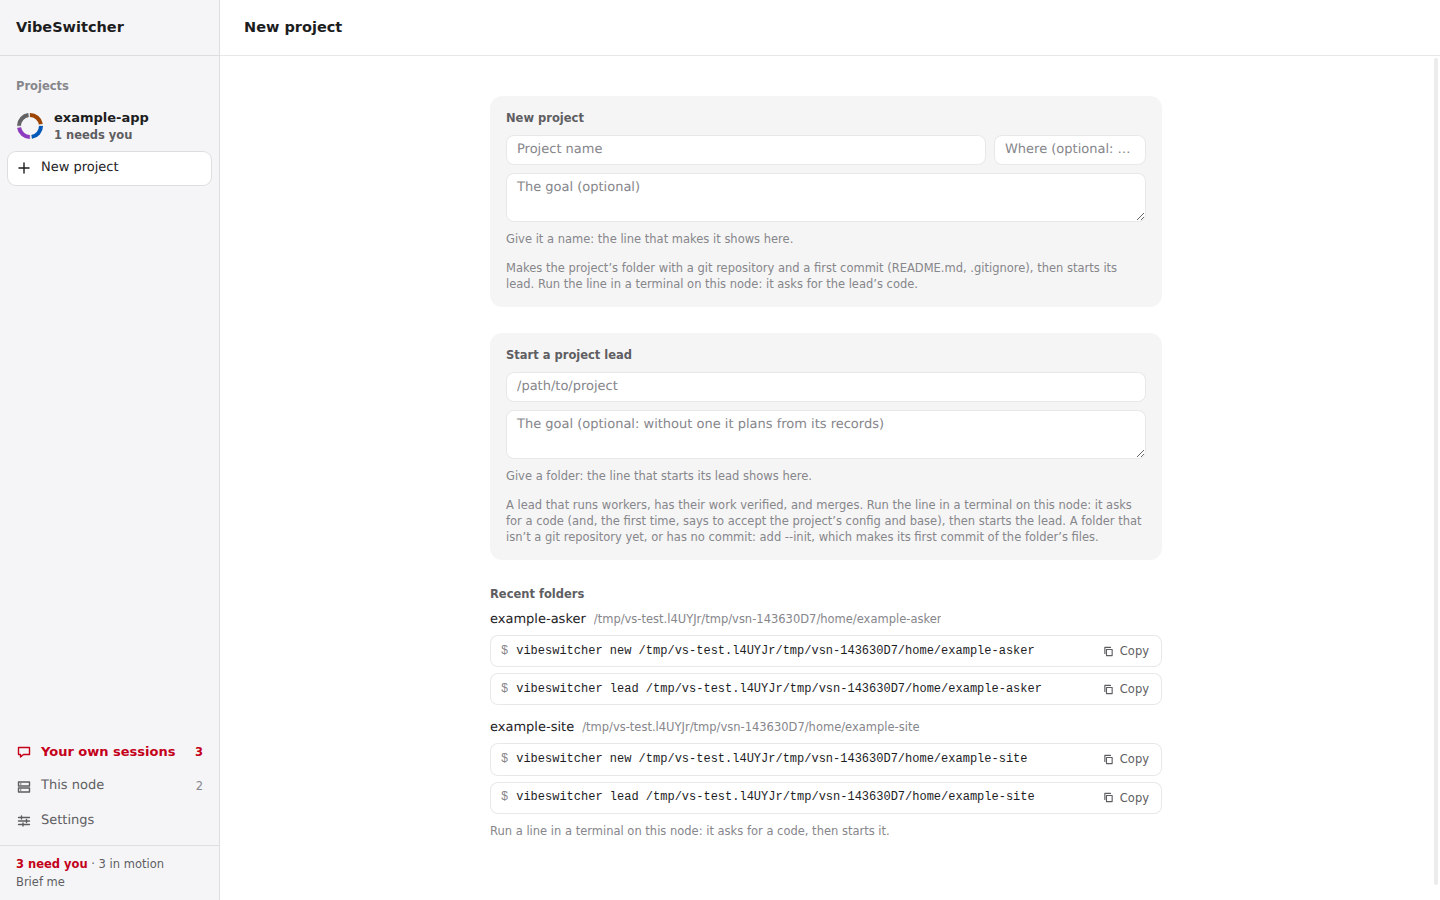 VibeSwitcher
New project
Projects
example-app
1 needs you
New project
Your own sessions 3
This node 2
Settings
3 need you · 3 in motion
Brief me
New project
Project name
Where (optional: ...
The goal (optional)
Give it a name: the line that makes it shows here.
Makes the project’s folder with a git repository and a first commit (README.md, .gitignore), then starts its
lead. Run the line in a terminal on this node: it asks for the lead’s code.
Start a project lead
/path/to/project
The goal (optional: without one it plans from its records)
Give a folder: the line that starts its lead shows here.
A lead that runs workers, has their work verified, and merges. Run the line in a terminal on this node: it asks
for a code (and, the first time, says to accept the project’s config and base), then starts the lead. A folder that
isn’t a git repository yet, or has no commit: add --init, which makes its first commit of the folder’s files.
Recent folders
example-asker /tmp/vs-test.l4UYJr/tmp/vsn-143630D7/home/example-asker
$ vibeswitcher new /tmp/vs-test.l4UYJr/tmp/vsn-143630D7/home/example-asker Copy
$ vibeswitcher lead /tmp/vs-test.l4UYJr/tmp/vsn-143630D7/home/example-asker Copy
example-site /tmp/vs-test.l4UYJr/tmp/vsn-143630D7/home/example-site
$ vibeswitcher new /tmp/vs-test.l4UYJr/tmp/vsn-143630D7/home/example-site Copy
$ vibeswitcher lead /tmp/vs-test.l4UYJr/tmp/vsn-143630D7/home/example-site Copy
Run a line in a terminal on this node: it asks for a code, then starts it.